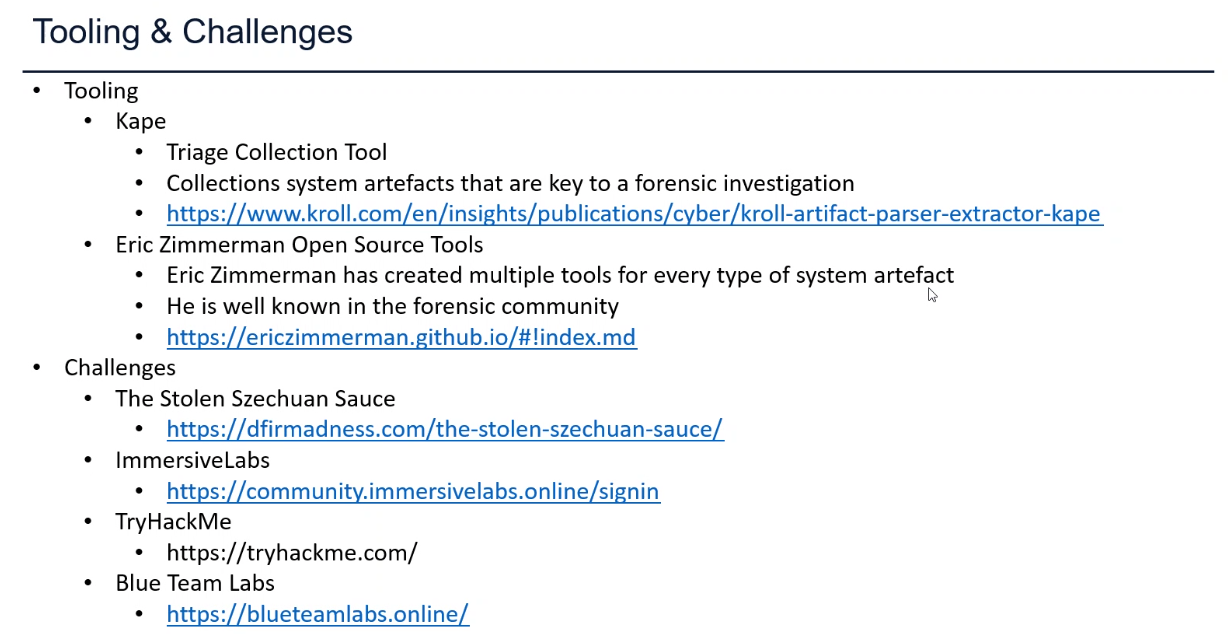 Tooling & Challenges
• Tooling
• Kape
• Triage Collection Tool
• Collections system artefacts that are key to a forensic investigation
• https://www.kroll.com/en/insights/publications/cyber/kroll-artifact-parser-extractor-kape
• Eric Zimmerman Open Source Tools
• Eric Zimmerman has created multiple tools for every type of system artefact
• He is well known in the forensic community
• https://ericzimmerman.github.io/#!index.md
• Challenges
• The Stolen Szechuan Sauce
• https://dfirmadness.com/the-stolen-szechuan-sauce/
• ImmersiveLabs
• https://community.immersivelabs.online/signin
• TryHackMe
• https://tryhackme.com/
• Blue Team Labs
• https://blueteamlabs.online/